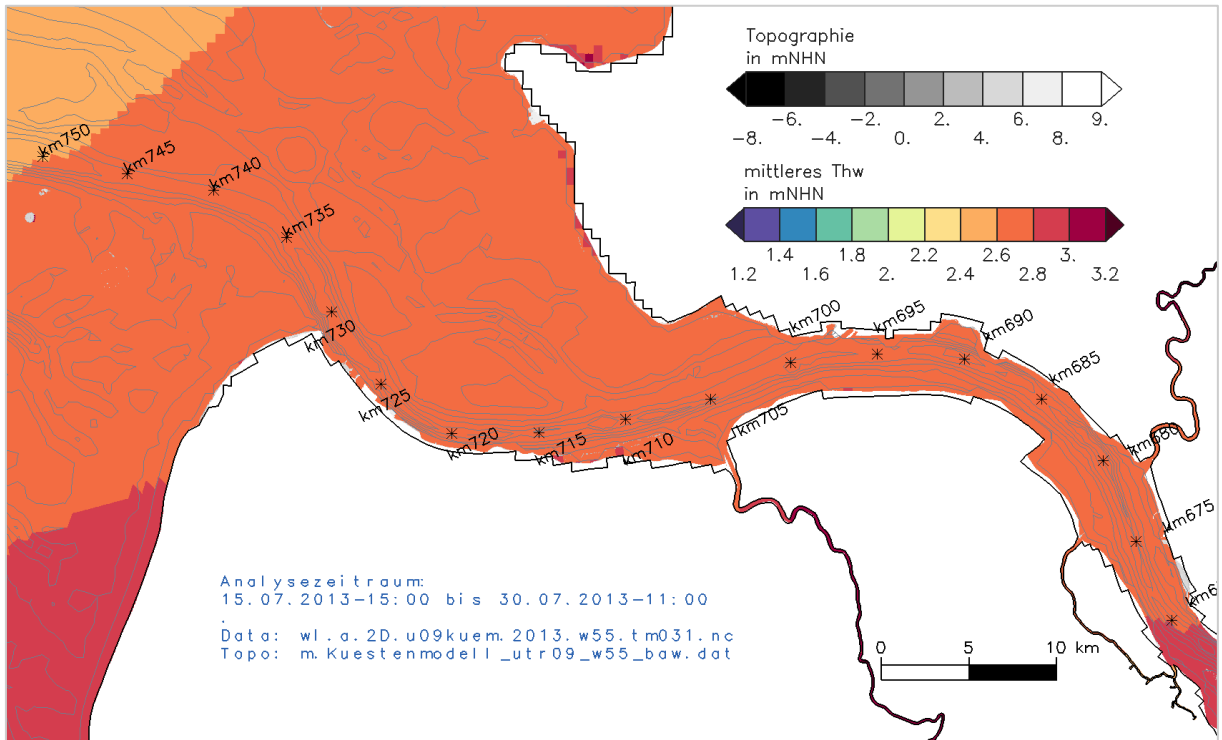 Topographie
in mNHN
-8. -6. -4. -2. 0. 2. 4. 6. 8. 9.
mittleres Thw
in mNHN
1.2 1.4 1.6 1.8 2. 2.2 2.4 2.6 2.8 3. 3.2
km750
km745
km740
km735
km730
km725
km720
km715
km710
km705
km700
km695
km690
km685
km680
km675
Analysezeitraum:
15.07.2013-15:00 bis 30.07.2013-11:00
.
Data: wl.a.2D.u09kuem.2013.w55.tm031.nc
Topo: m.Kuestenmodell_utr09_w55_baw.dat
0 5 10 km